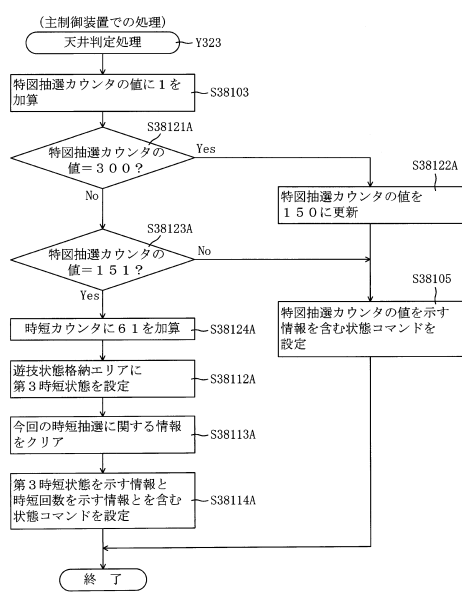 (主制御装置での処理)
天井判定処理
Y323
特図抽選カウンタの値に１を
加算
S38103
S38121A
特図抽選カウンタの
値＝３００？
Yes
No
S38122A
特図抽選カウンタの値を
１５０に更新
S38123A
特図抽選カウンタの
値＝１５１？
No
Yes
S38105
特図抽選カウンタの値を示す
情報を含む状態コマンドを
設定
時短カウンタに６１を加算
S38124A
遊技状態格納エリアに
第３時短状態を設定
S38112A
今回の時短抽選に関する情報
をクリア
S38113A
第３時短状態を示す情報と
時短回数を示す情報とを含む
状態コマンドを設定
S38114A
終　了